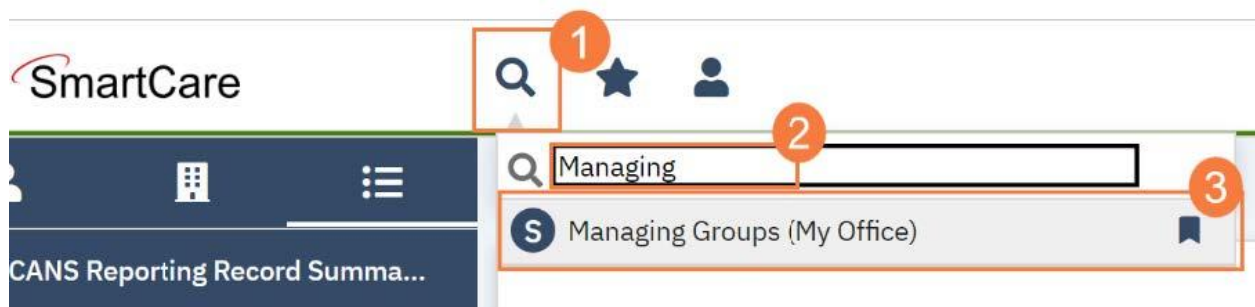 1
SmartCare
2
Managing
3
S Managing Groups (My Office)
CANS Reporting Record Summa...